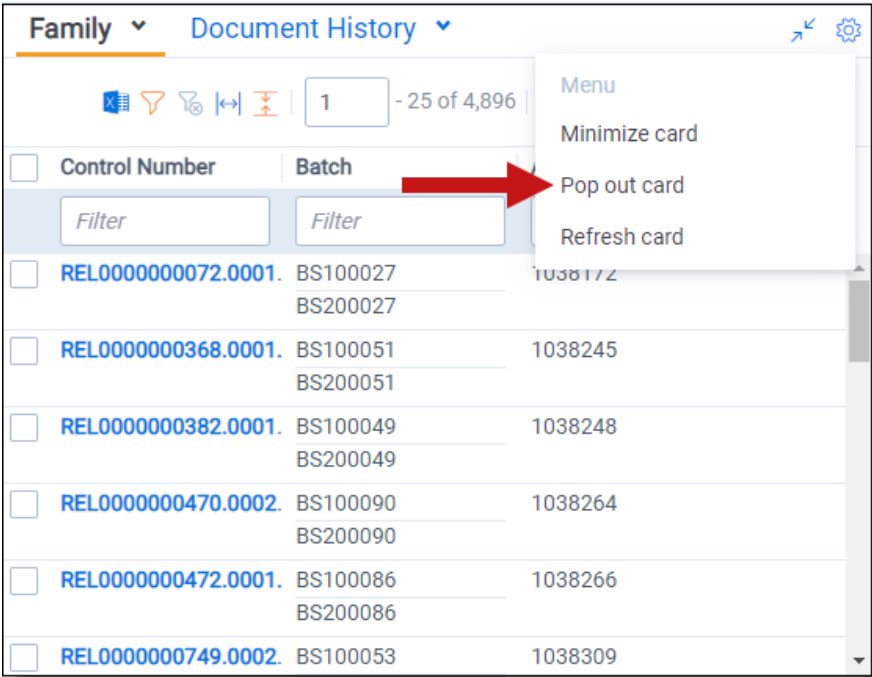 Family Document History
Menu
1 - 25 of 4,896
Minimize card
Control Number Batch
Pop out card
Filter Filter
Refresh card
REL0000000072.0001. BS100027 1038172
BS200027
REL0000000368.0001. BS100051 1038245
BS200051
REL0000000382.0001. BS100049 1038248
BS200049
REL0000000470.0002. BS100090 1038264
BS200090
REL0000000472.0001. BS100086 1038266
BS200086
REL0000000749.0002. BS100053 1038309